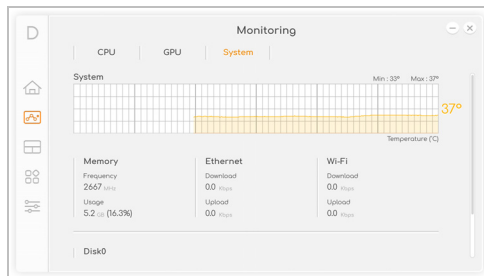 D
Monitoring
CPU GPU System
System Min : 33° Max : 37°
37°
Temperature (°C)
Memory Ethernet Wi-Fi
Frequency Download Download
2667 MHz 0.0 Kbps 0.0 Kbps
Usage Upload Upload
5.2 GB (16.3%) 0.0 Kbps 0.0 Kbps
Disk0